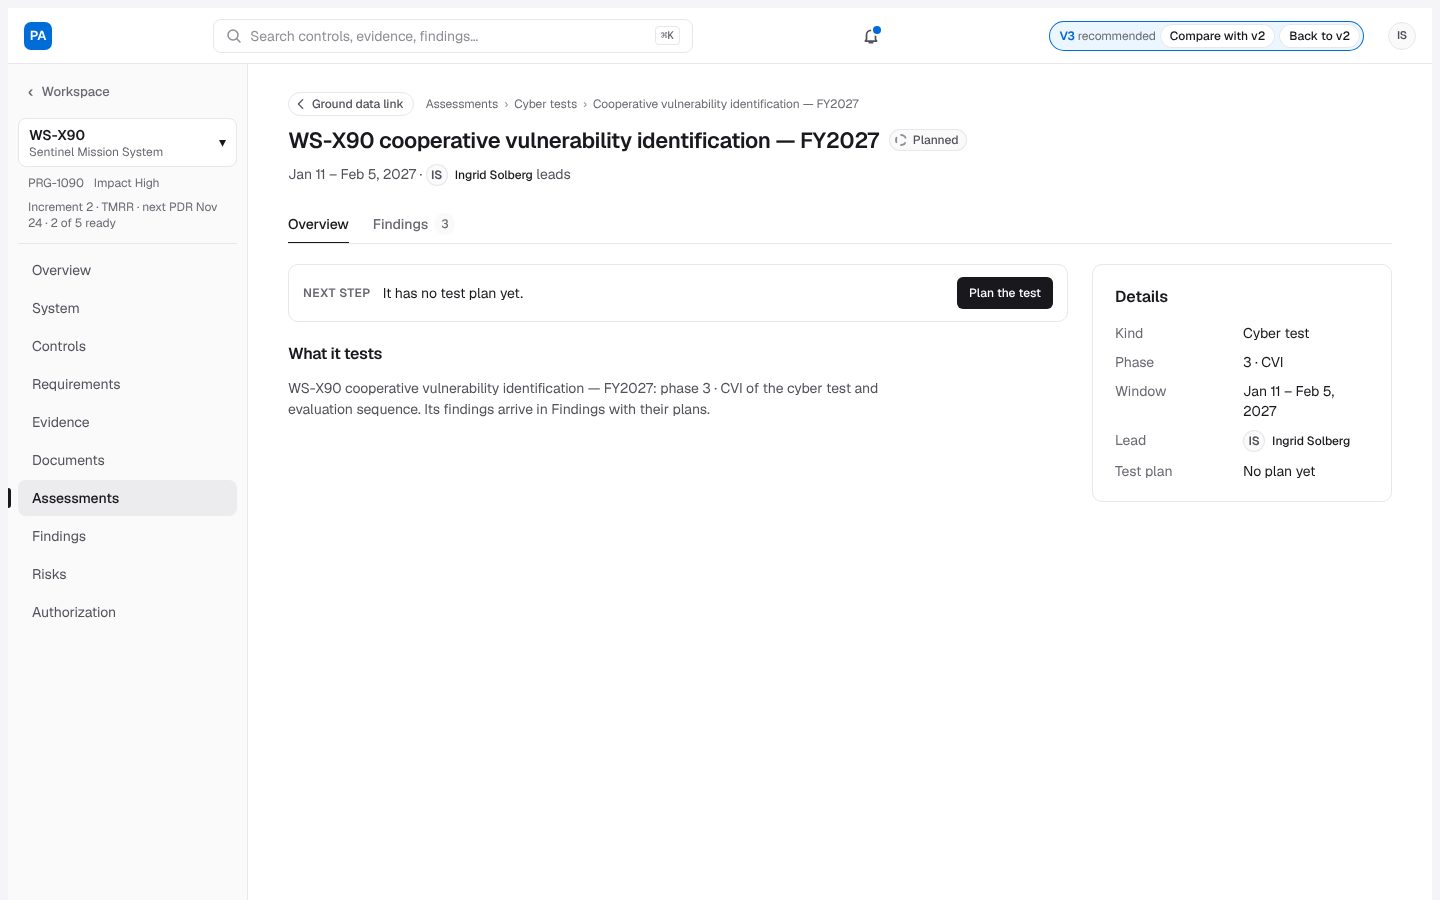 PA
Search controls, evidence, findings...
⌘K
V3 recommended
Compare with v2
Back to v2
IS
‹ Workspace
WS-X90
Sentinel Mission System
PRG-1090 Impact High
Increment 2 · TMRR · next PDR Nov
24 · 2 of 5 ready
Overview
System
Controls
Requirements
Evidence
Documents
Assessments
Findings
Risks
Authorization
Ground data link
Assessments › Cyber tests › Cooperative vulnerability identification — FY2027
WS-X90 cooperative vulnerability identification — FY2027
Planned
Jan 11 – Feb 5, 2027 · IS Ingrid Solberg leads
Overview
Findings 3
NEXT STEP It has no test plan yet.
Plan the test
What it tests
WS-X90 cooperative vulnerability identification — FY2027: phase 3 · CVI of the cyber test and
evaluation sequence. Its findings arrive in Findings with their plans.
Details
Kind Cyber test
Phase 3 · CVI
Window Jan 11 – Feb 5,
2027
Lead IS Ingrid Solberg
Test plan No plan yet